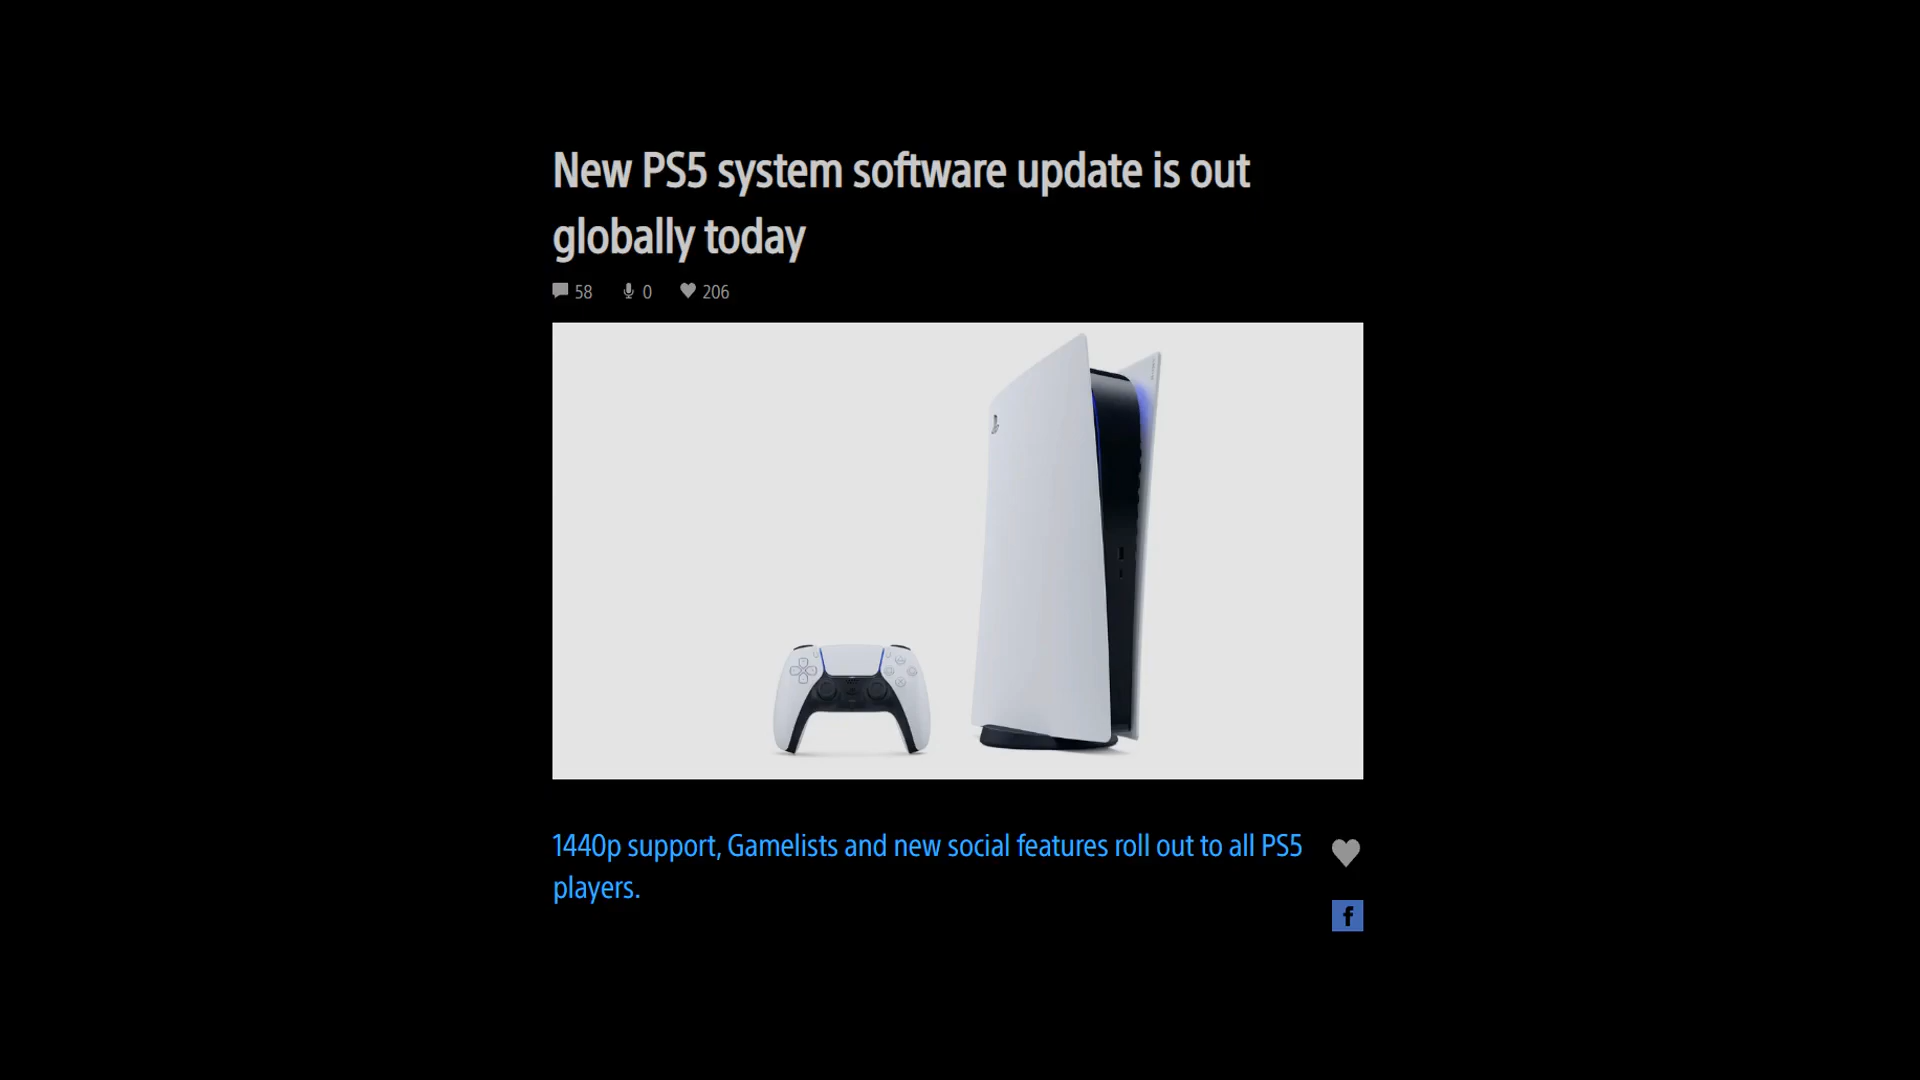 New PS5 system software update is out
globally today
58 0 206
1440p support, Gamelists and new social features roll out to all PS5
players.
f